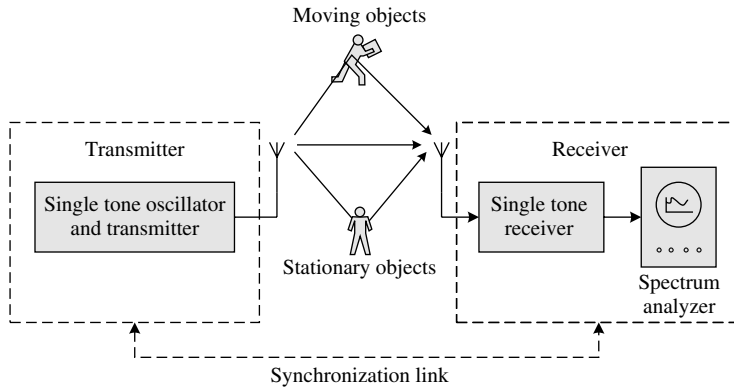 Moving objects
Transmitter
Receiver
Single tone oscillator
and transmitter
Single tone
receiver
Stationary objects
Spectrum
analyzer
Synchronization link